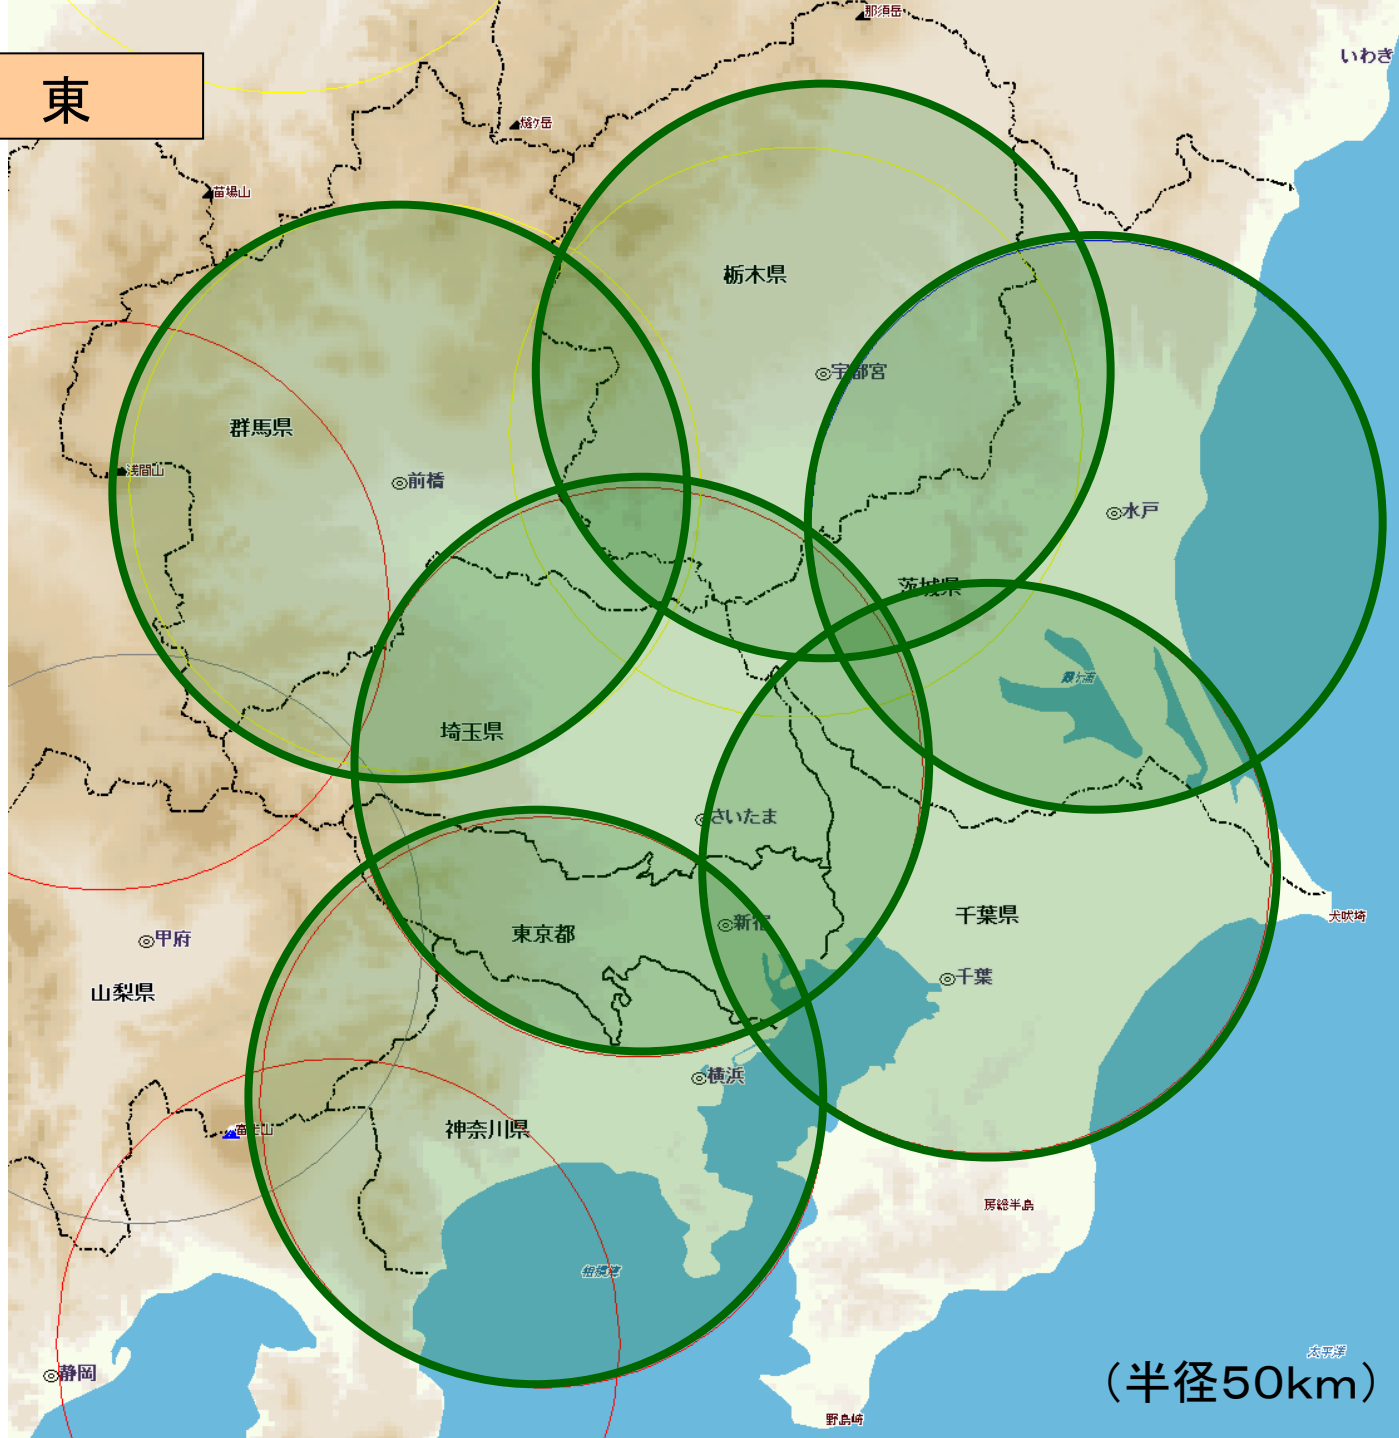 那須岳
いわき
東
燧ケ岳
苗場山
栃木県
宇都宮
群馬県
浅間山
前橋
水戸
茨城県
霞ケ浦
埼玉県
さいたま
千葉県
犬吠埼
新宿
東京都
甲府
千葉
山梨県
横浜
神奈川県
富士山
房総半島
相模湾
太平洋
静岡
(半径50km)
野島崎